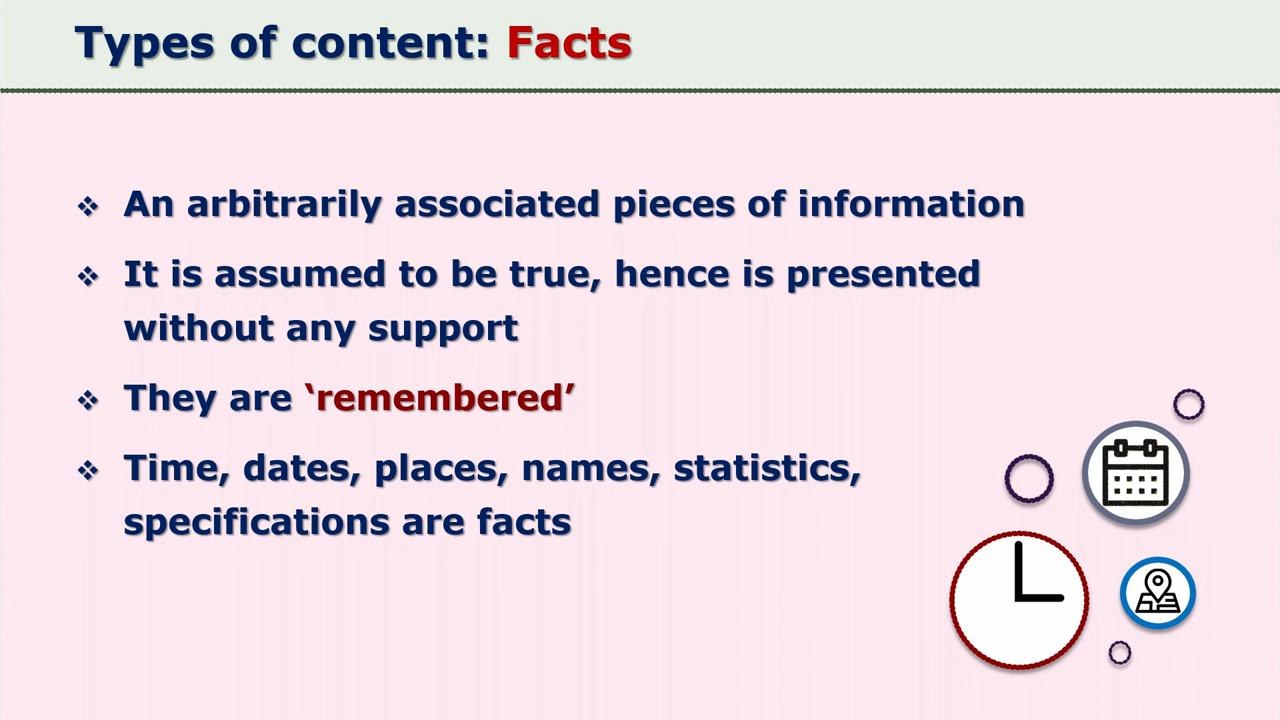 Types of content: Facts
❖ An arbitrarily associated pieces of information
❖ It is assumed to be true, hence is presented
without any support
❖ They are ‘remembered’
❖ Time, dates, places, names, statistics,
specifications are facts